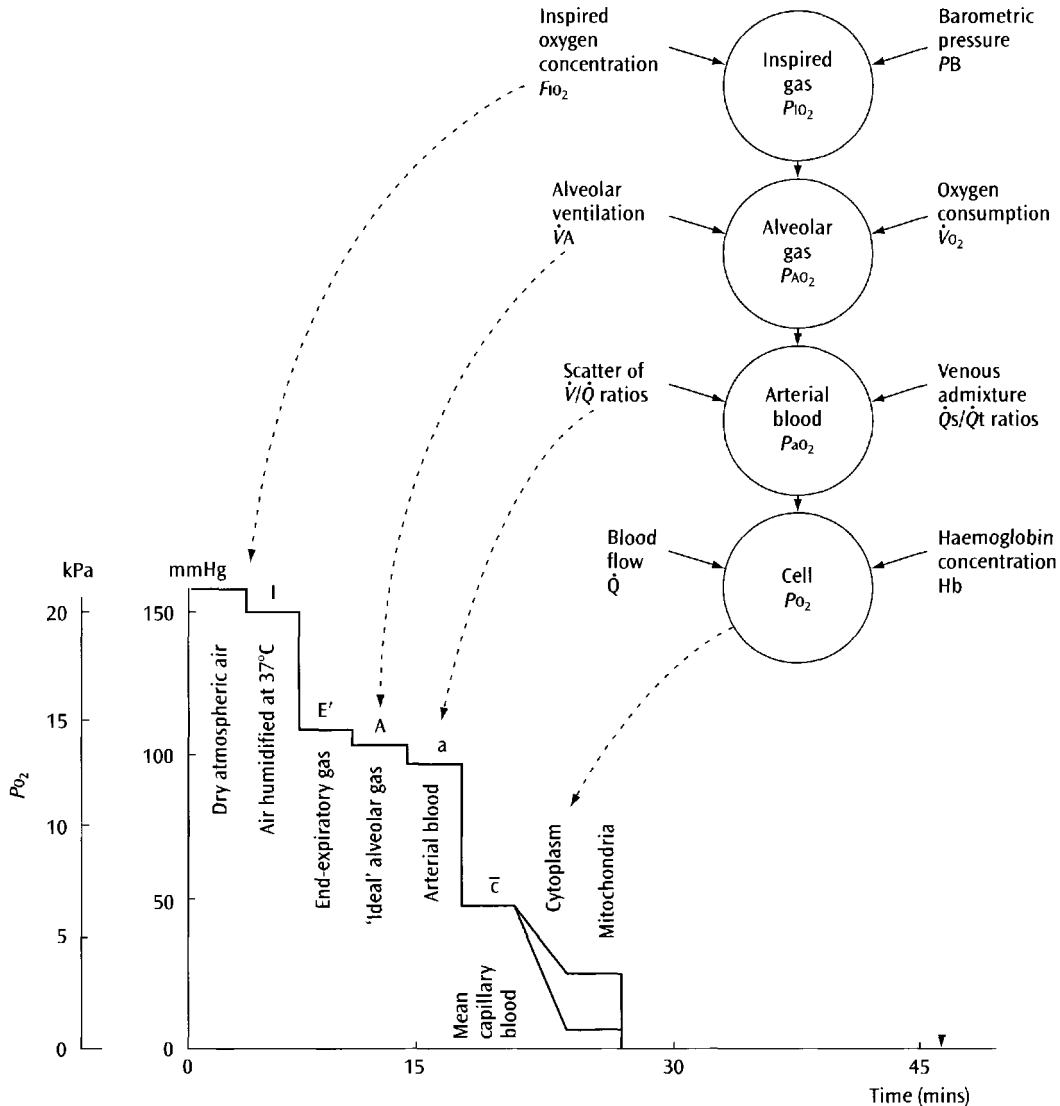 Inspired
oxygen
concentration
FIO₂
Barometric
pressure
PB
Inspired
gas
PIO₂
Alveolar
ventilation
V̇A
Oxygen
consumption
V̇O₂
Alveolar
gas
PAO₂
Scatter of
V̇/Q̇ ratios
Venous
admixture
Q̇s/Q̇t ratios
Arterial
blood
PaO₂
Blood
flow
Q̇
Haemoglobin
concentration
Hb
Cell
PO₂
kPa
mmHg
20
15
10
5
0
PO₂
150
100
50
0
I
E′
A
a
c̄
Dry atmospheric air
Air humidified at 37°C
End-expiratory gas
'Ideal' alveolar gas
Arterial blood
Mean
capillary
blood
Cytoplasm
Mitochondria
0
15
30
45
Time (mins)